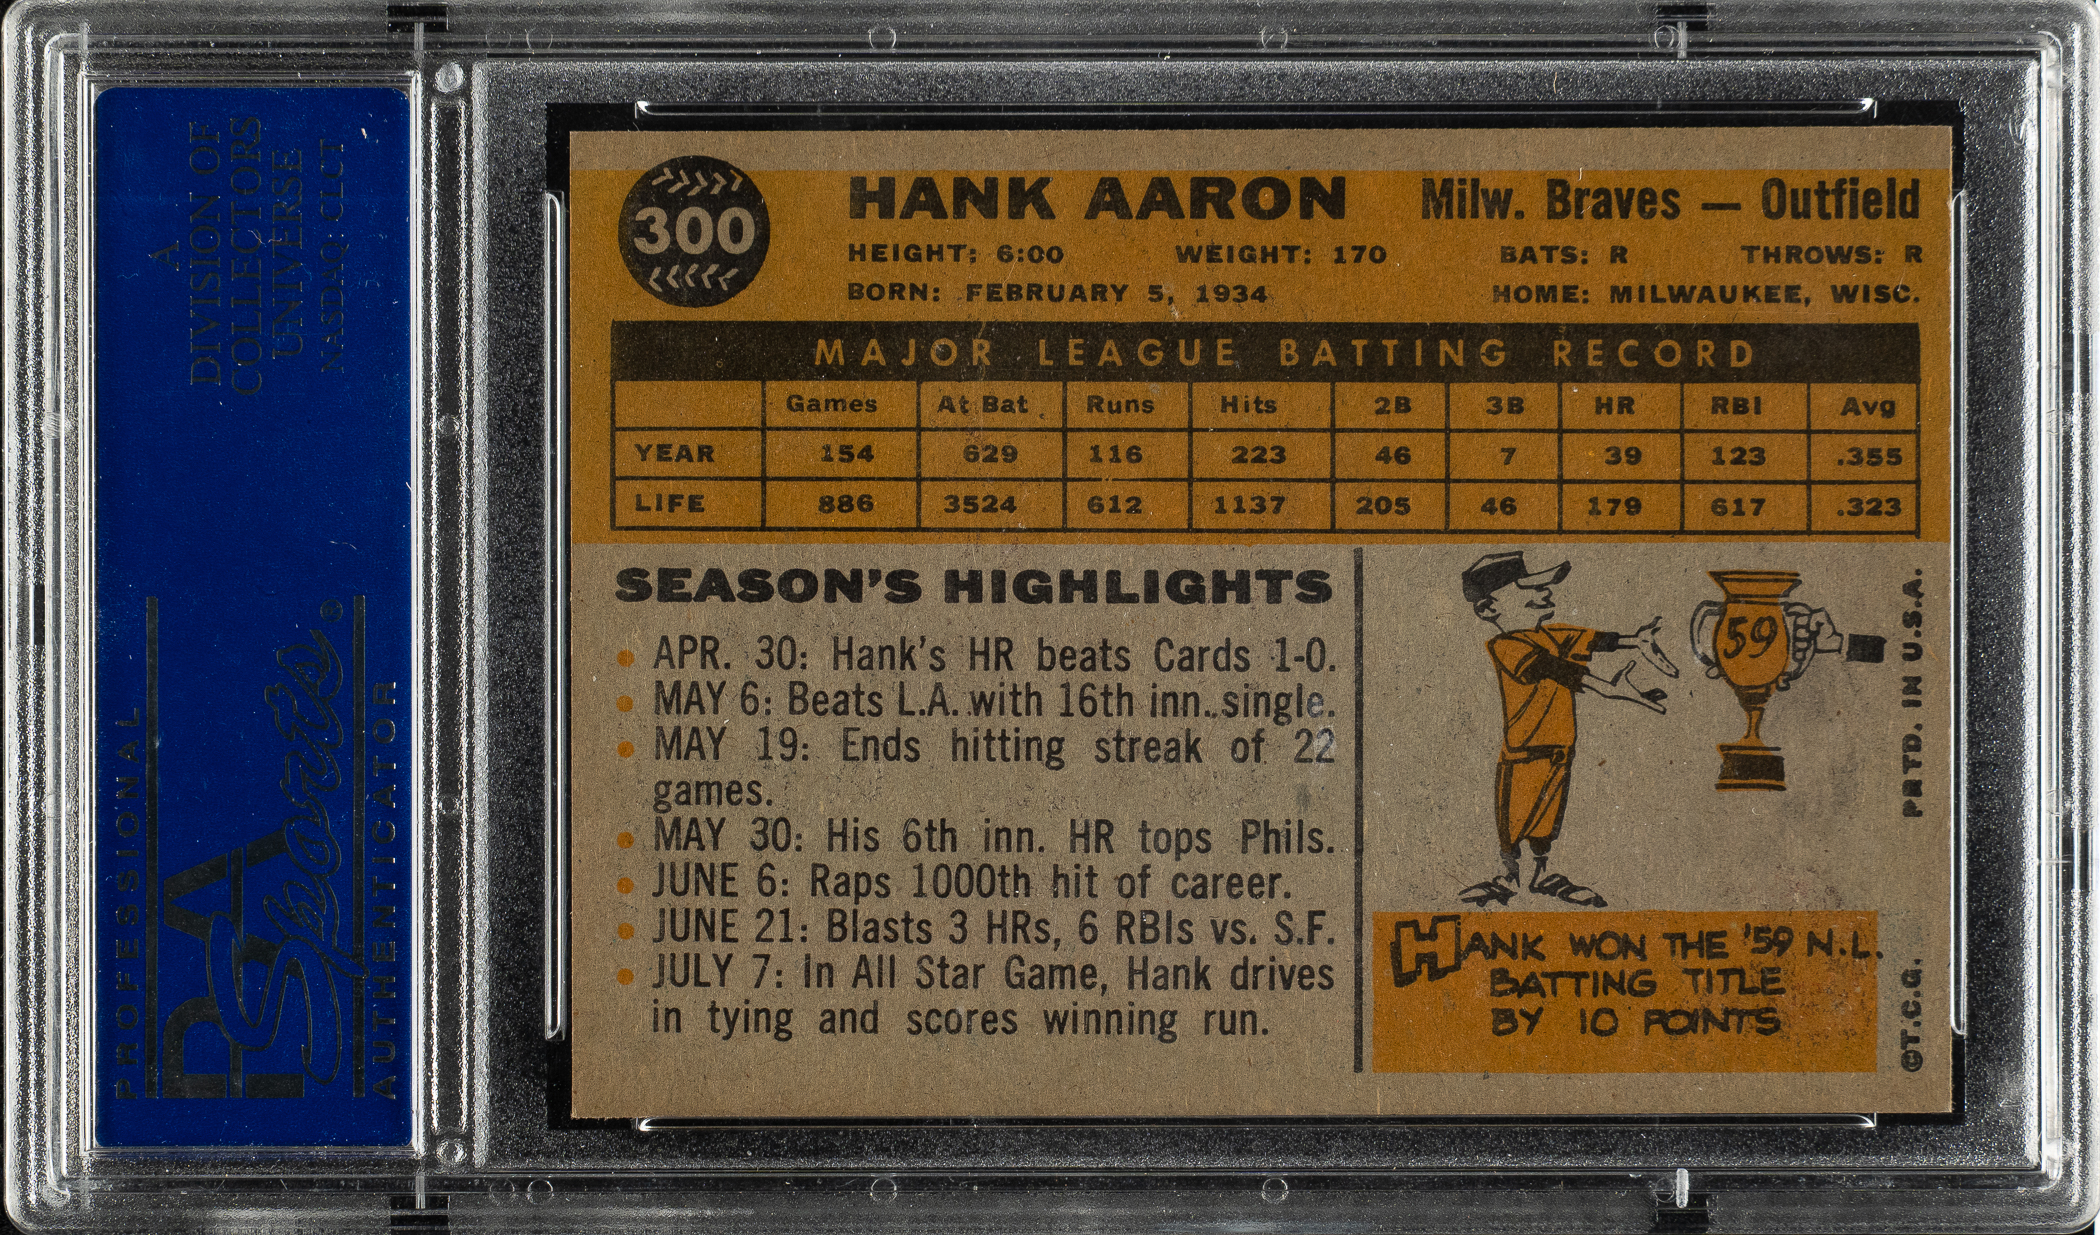 A
DIVISION OF
COLLECTORS
UNIVERSE
NASDAQ: CLCT
PROFESSIONAL
PSA
Sports®
AUTHENTICATOR
300
HANK AARON Milw. Braves — Outfield
HEIGHT: 6:00 WEIGHT: 170 BATS: R THROWS: R
BORN: FEBRUARY 5, 1934 HOME: MILWAUKEE, WISC.
MAJOR LEAGUE BATTING RECORD
Games At Bat Runs Hits 2B 3B HR RBI Avg
YEAR 154 629 116 223 46 7 39 123 .355
LIFE 886 3524 612 1137 205 46 179 617 .323
SEASON'S HIGHLIGHTS
• APR. 30: Hank's HR beats Cards 1-0.
• MAY 6: Beats L.A. with 16th inn. single.
• MAY 19: Ends hitting streak of 22
games.
• MAY 30: His 6th inn. HR tops Phils.
• JUNE 6: Raps 1000th hit of career.
• JUNE 21: Blasts 3 HRs, 6 RBIs vs. S.F.
• JULY 7: In All Star Game, Hank drives
in tying and scores winning run.
59
HANK WON THE '59 N.L.
BATTING TITLE
BY 10 POINTS
©T.C.G. PRTD. IN U.S.A.